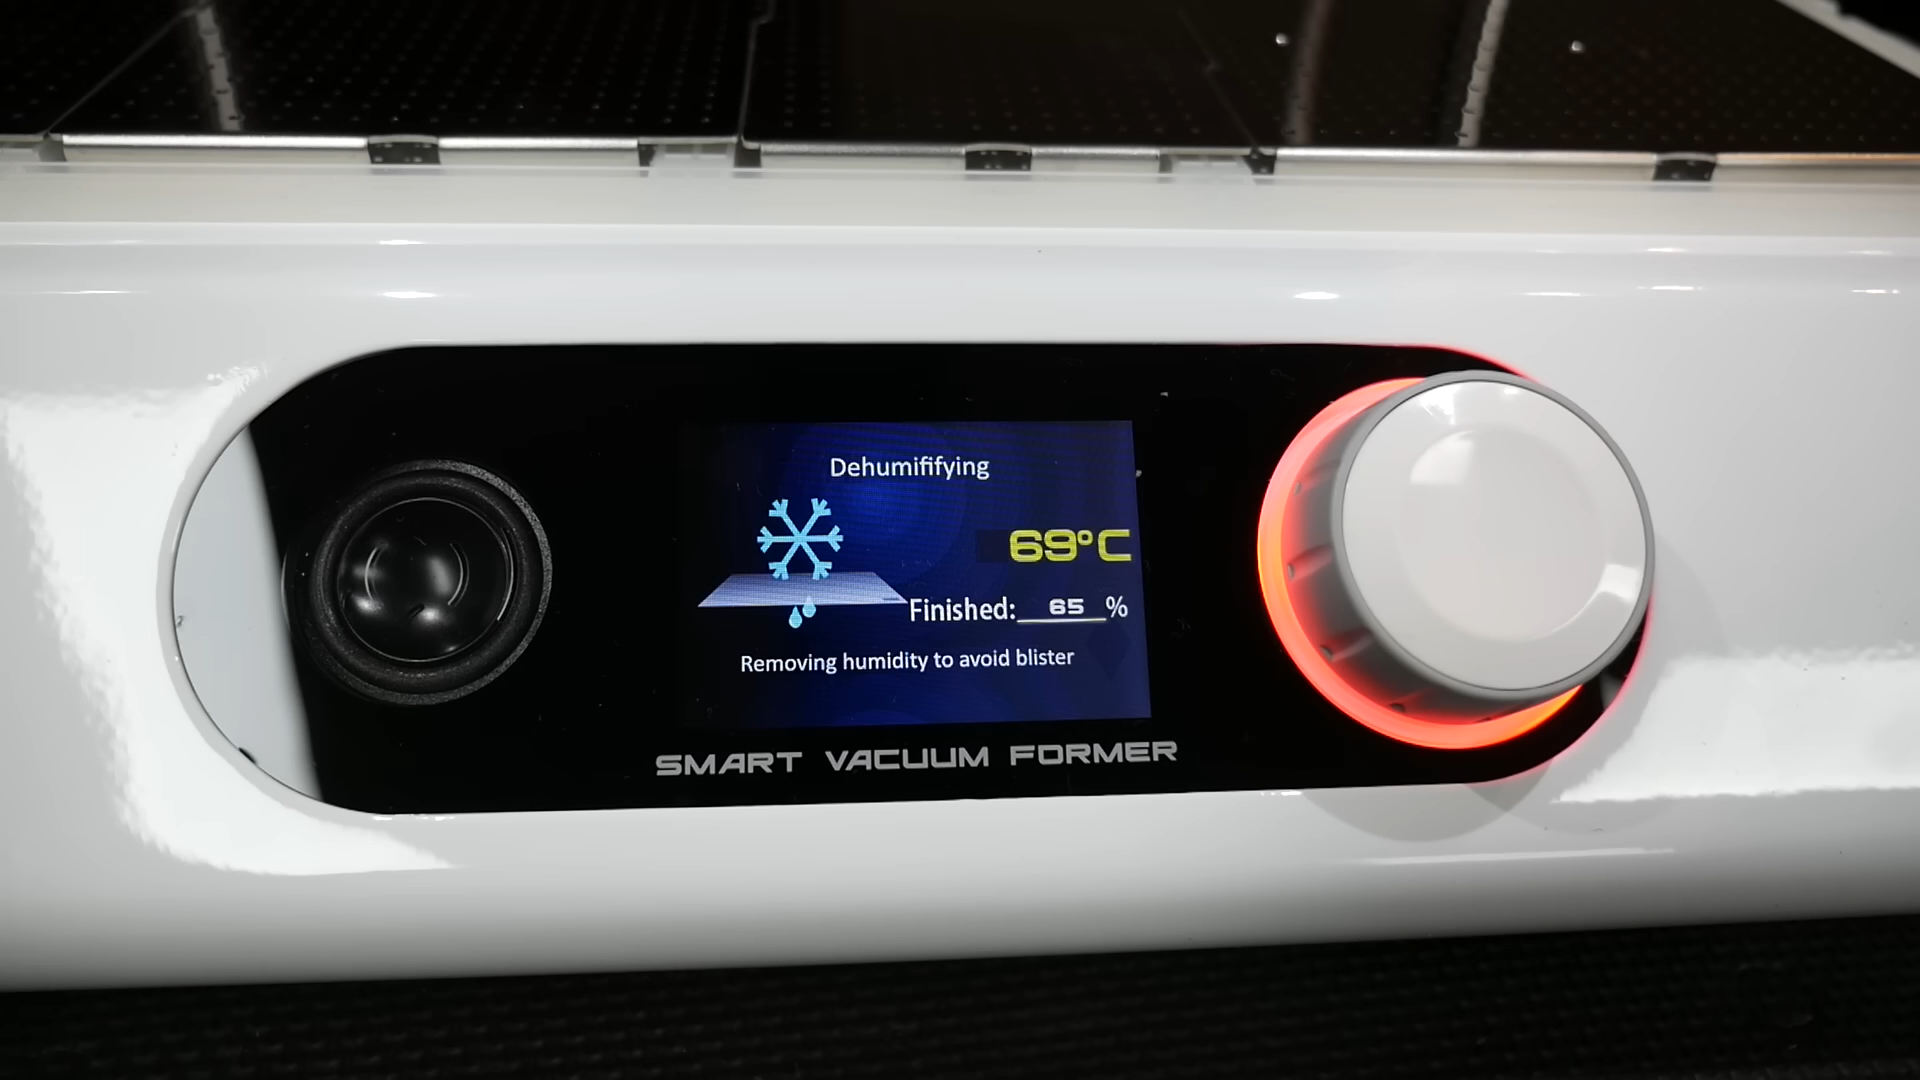 Dehumififying
69°C
Finished: 65 %
Removing humidity to avoid blister
SMART VACUUM FORMER